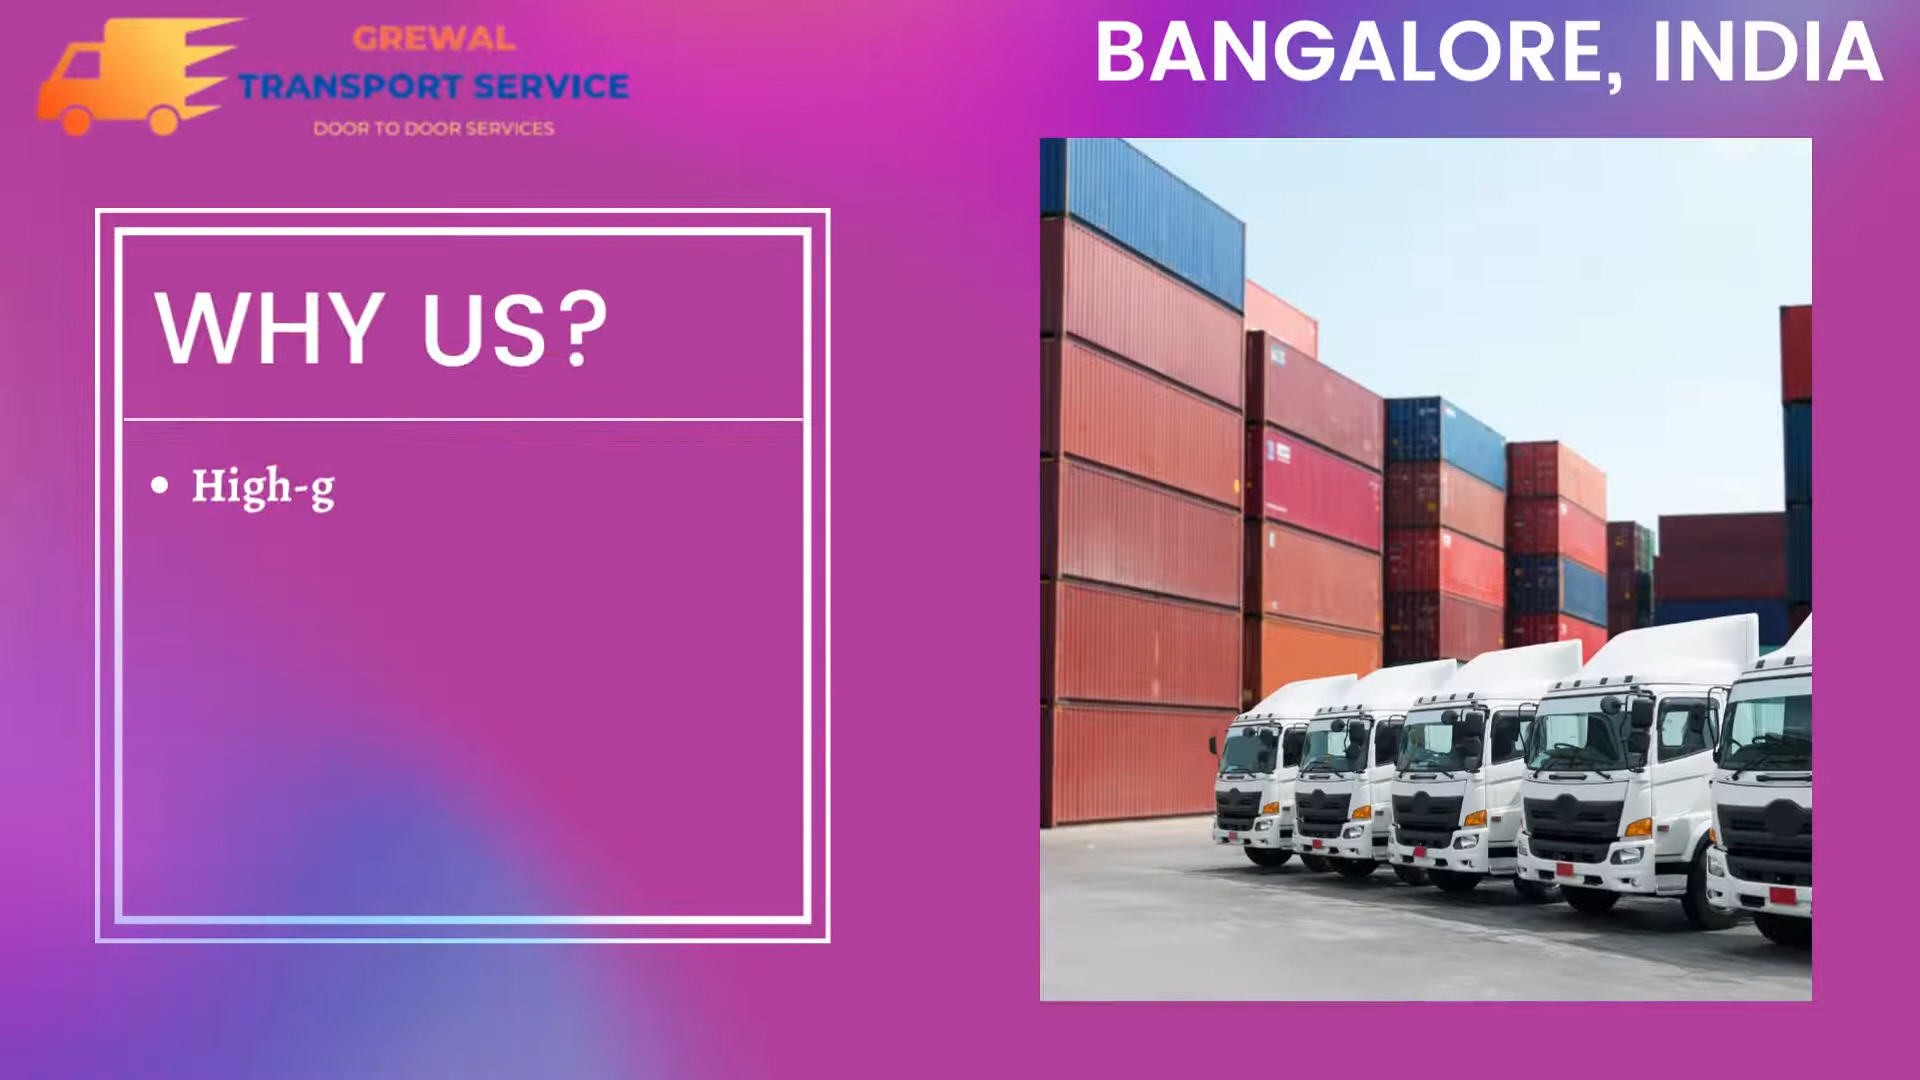 GREWAL
TRANSPORT SERVICE
DOOR TO DOOR SERVICES
BANGALORE, INDIA
WHY US?
• High-g